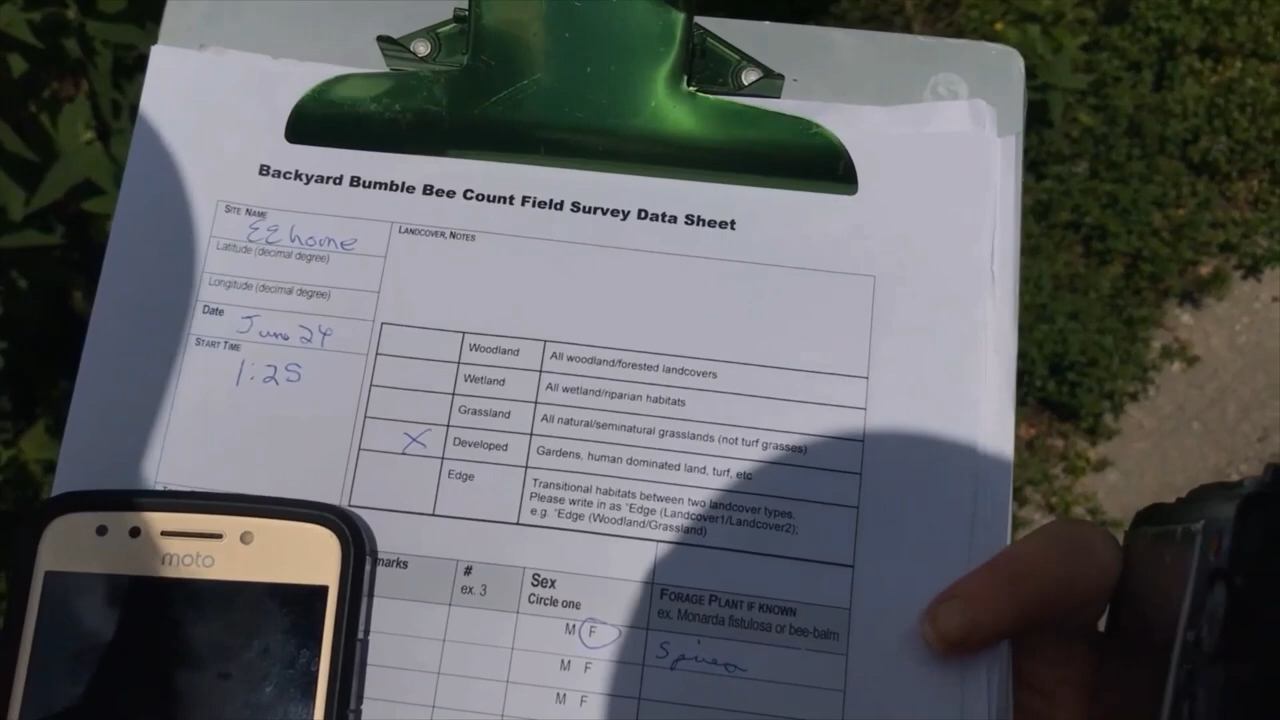 Backyard Bumble Bee Count Field Survey Data Sheet
SITE NAME
EE home
LANDCOVER, NOTES
Latitude (decimal degree)
Longitude (decimal degree)
Date
June 24
START TIME
1:25
Woodland All woodland/forested landcovers
Wetland All wetland/riparian habitats
Grassland All natural/seminatural grasslands (not turf grasses)
X Developed Gardens, human dominated land, turf, etc
Edge Transitional habitats between two landcover types.
Please write in as "Edge (Landcover1/Landcover2);
e.g. "Edge (Woodland/Grassland)
marks
#
ex. 3
Sex
Circle one
FORAGE PLANT IF KNOWN
ex. Monarda fistulosa or bee-balm
M F
Spirea
M F
M F
moto